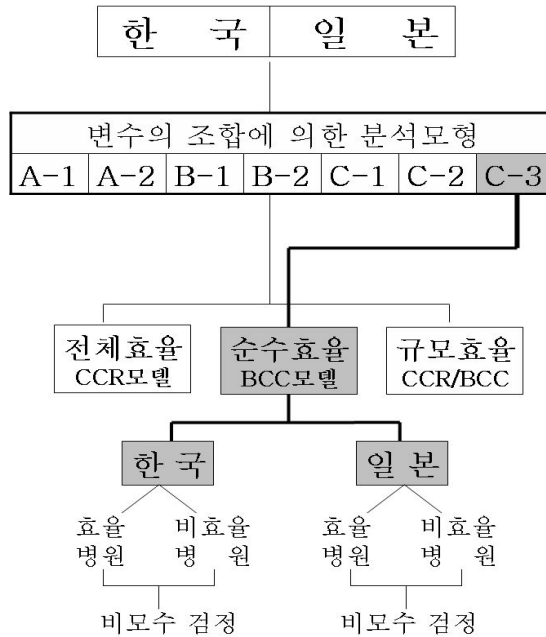 한 국 일 본
변수의 조합에 의한 분석모형
A-1 A-2 B-1 B-2 C-1 C-2 C-3
전체효율 순수효율 규모효율
CCR모델 BCC모델 CCR/BCC
한 국 일 본
효율 비효율 효율 비효율
병원 병 원 병원 병 원
비모수 검정 비모수 검정